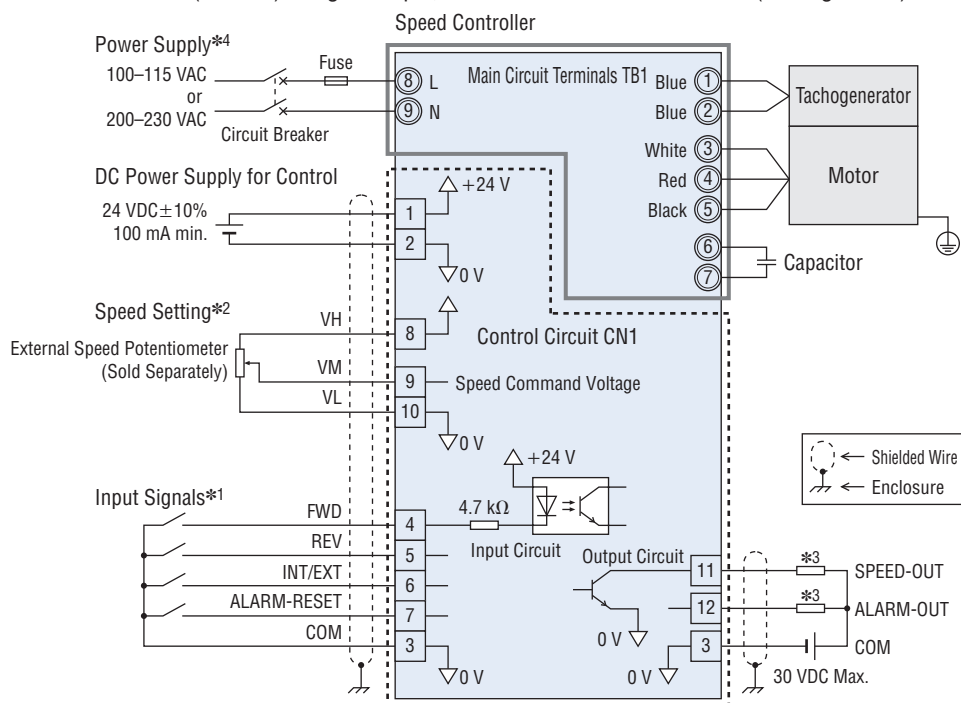 Speed Controller
Power Supply*4
100–115 VAC
or
200–230 VAC
Fuse
Circuit Breaker
8 L
9 N
Main Circuit Terminals TB1
Blue 1
Blue 2
White 3
Red 4
Black 5
6
7
Tachogenerator
Motor
Capacitor
DC Power Supply for Control
24 VDC±10%
100 mA min.
1
2
+24 V
0 V
Speed Setting*2
External Speed Potentiometer
(Sold Separately)
VH
VM
VL
8
9
10
Control Circuit CN1
Speed Command Voltage
0 V
+24 V
Input Signals*1
FWD
REV
INT/EXT
ALARM-RESET
COM
4
5
6
7
3
4.7 kΩ
Input Circuit
0 V
Output Circuit
0 V
0 V
11
12
3
*3
*3
SPEED-OUT
ALARM-OUT
COM
30 VDC Max.
Shielded Wire
Enclosure